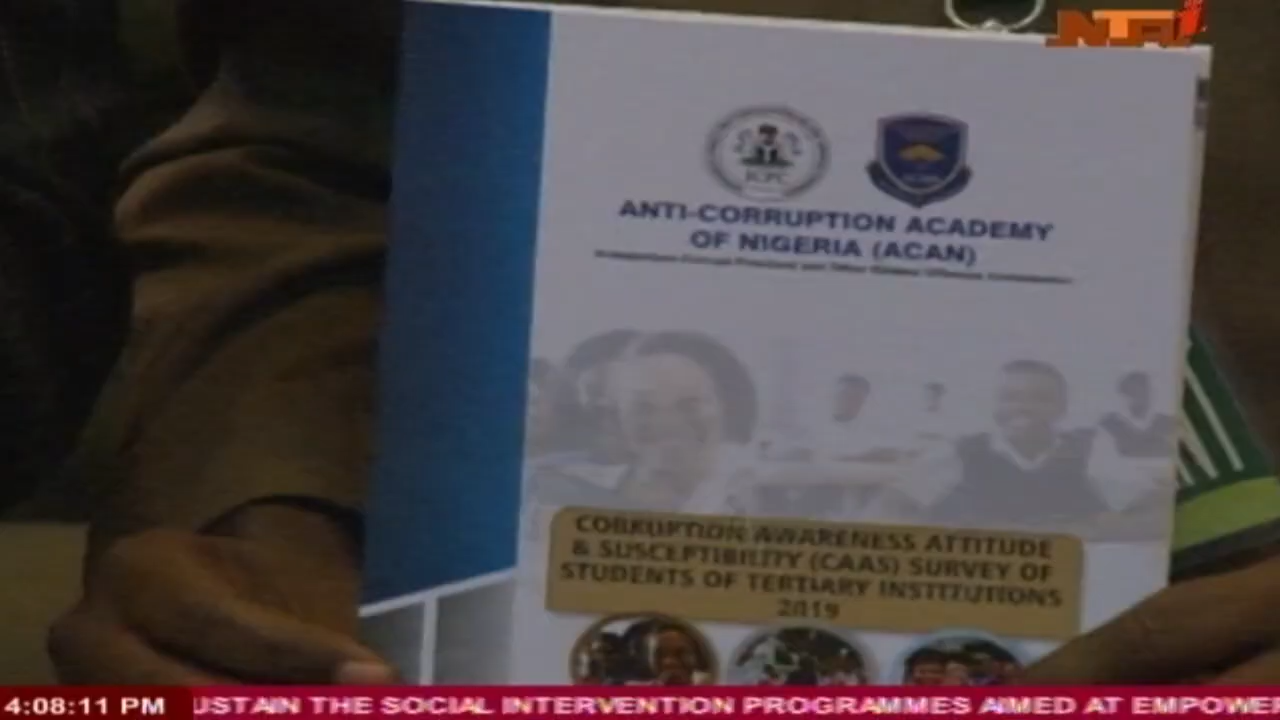 NTA
ICPC
ANTI-CORRUPTION ACADEMY
OF NIGERIA (ACAN)
CORRUPTION AWARENESS ATTITUDE
& SUSCEPTIBILITY (CAAS) SURVEY OF
STUDENTS OF TERTIARY INSTITUTIONS
2019
4:08:11 PM USTAIN THE SOCIAL INTERVENTION PROGRAMMES AIMED AT EMPOWE